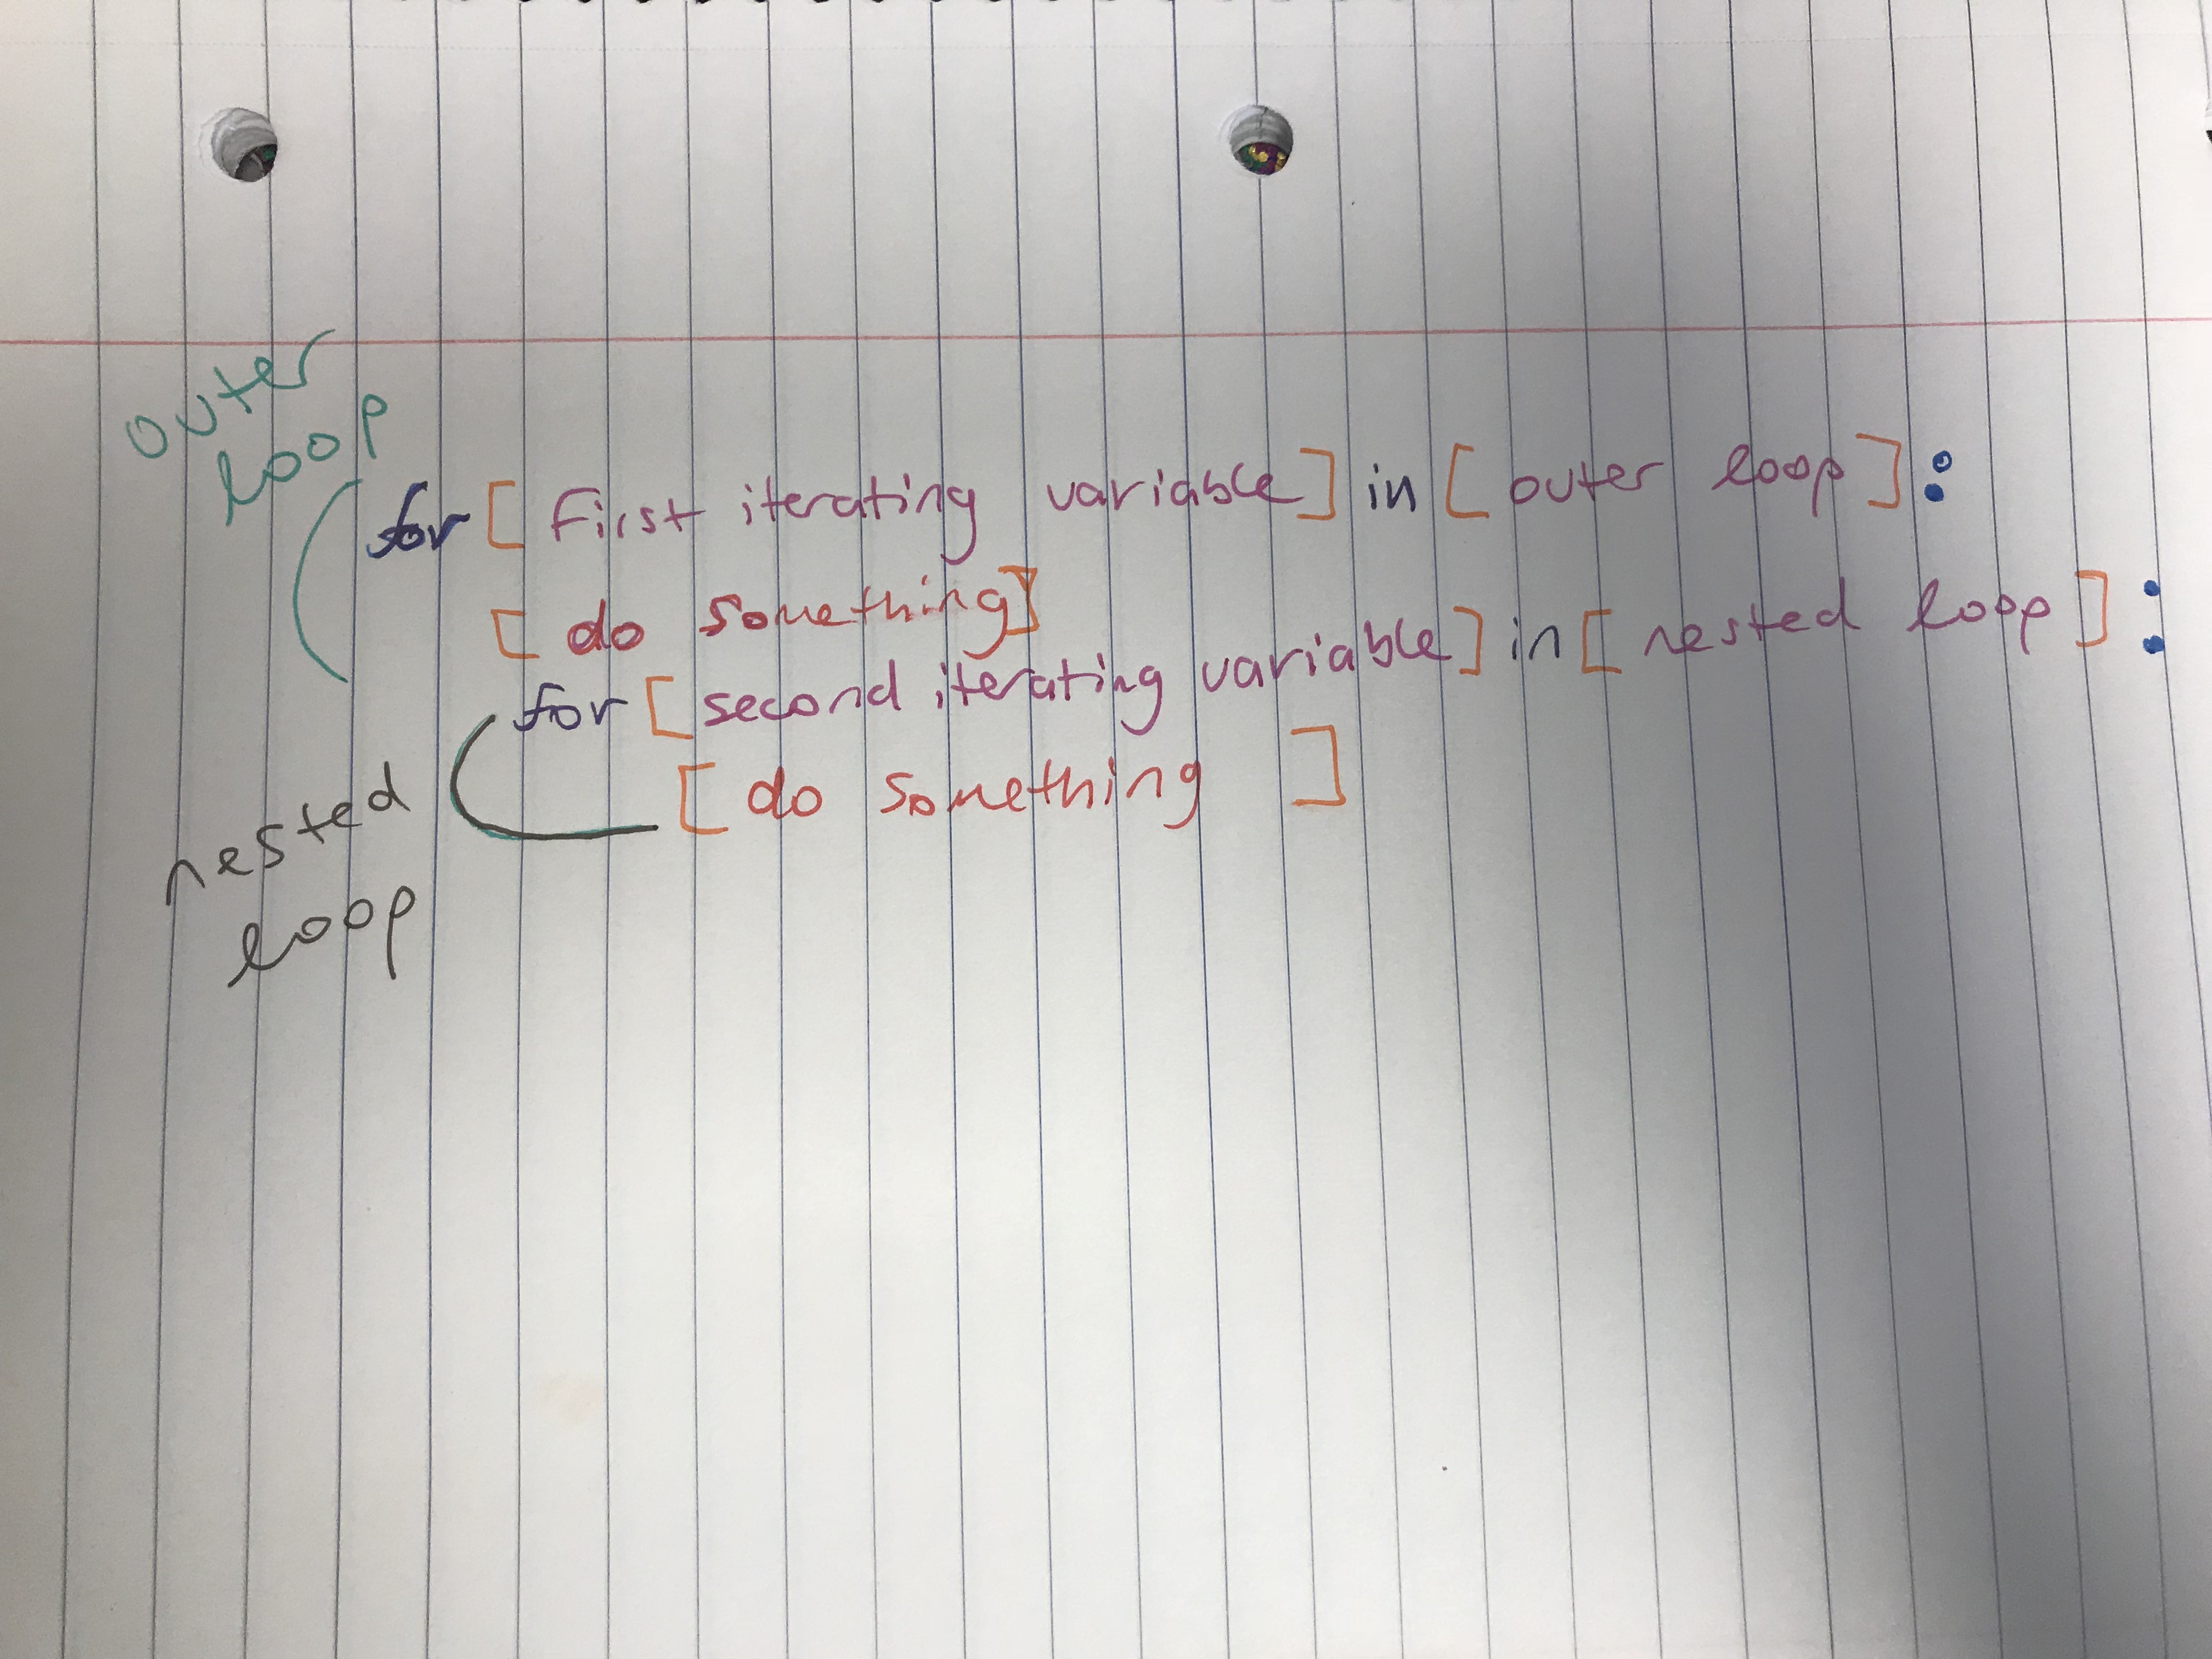 outer
loop
for [First iterating variable] in [outer loop]:
[do something]
for [second iterating variable] in [nested loop]:
nested
loop
[do something]